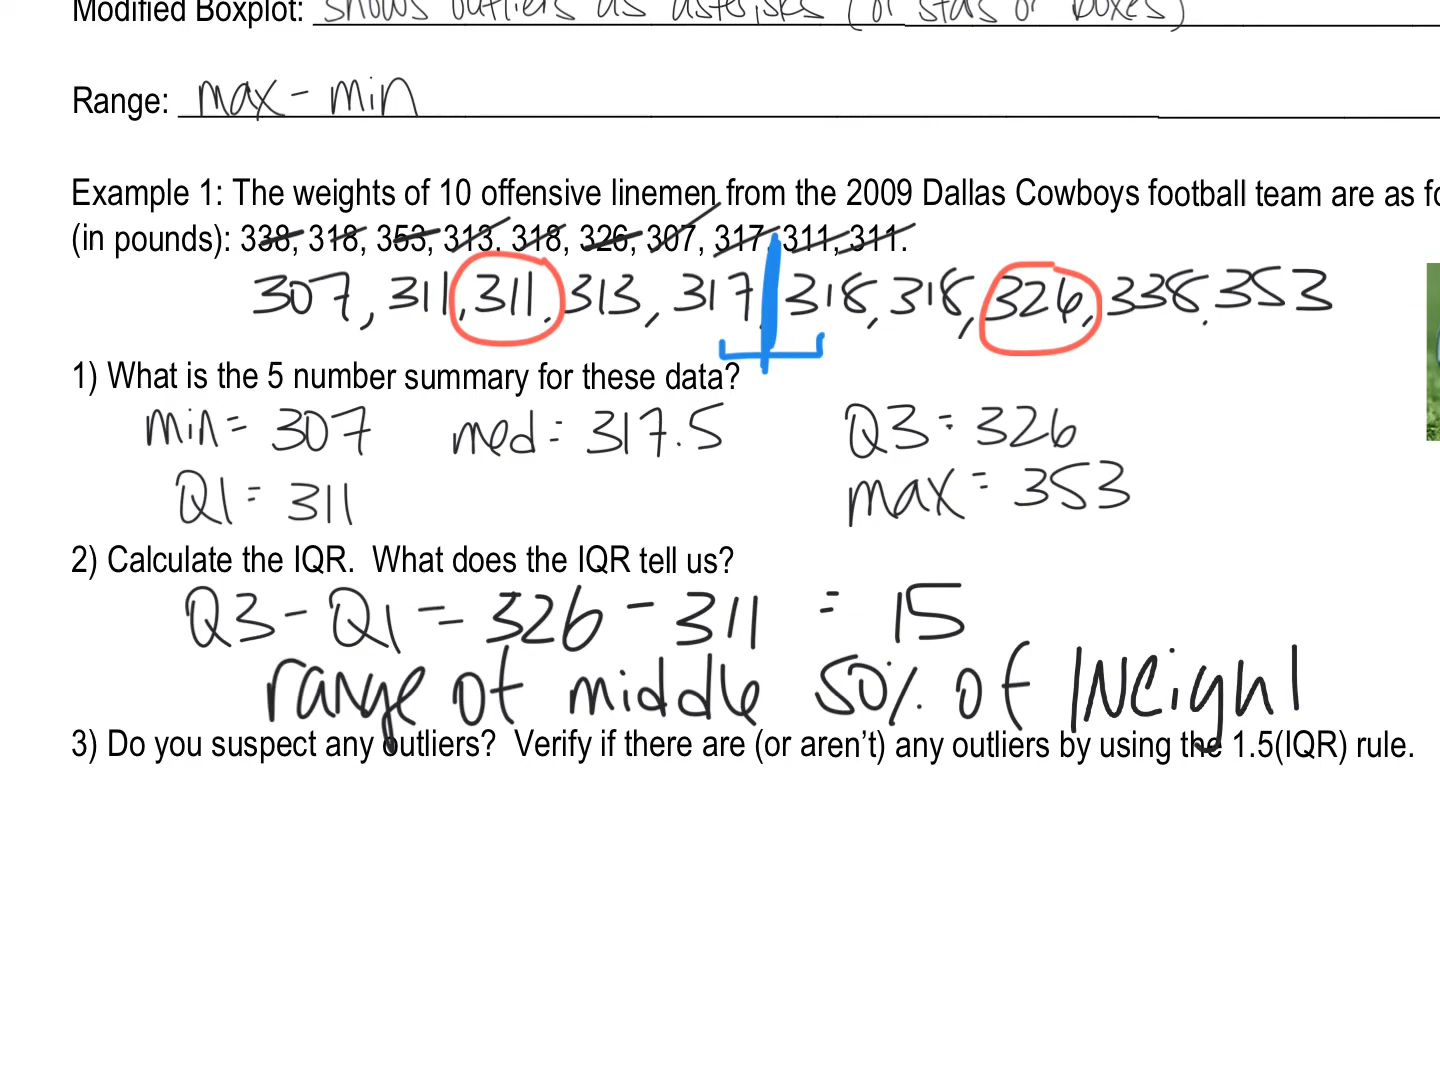 Modified Boxplot: shows outliers as asterisks (or stars or boxes)
Range: max - min
Example 1: The weights of 10 offensive linemen from the 2009 Dallas Cowboys football team are as fo
(in pounds): 338, 318, 353, 313, 318, 326, 307, 317, 311, 311.
307, 311, 311, 313, 317, 318, 318, 326, 338, 353
1) What is the 5 number summary for these data?
min = 307 med = 317.5 Q3 = 326
Q1 = 311 max = 353
2) Calculate the IQR. What does the IQR tell us?
Q3 - Q1 = 326 - 311 = 15
range of middle 50% of weight
3) Do you suspect any outliers? Verify if there are (or aren't) any outliers by using the 1.5(IQR) rule.